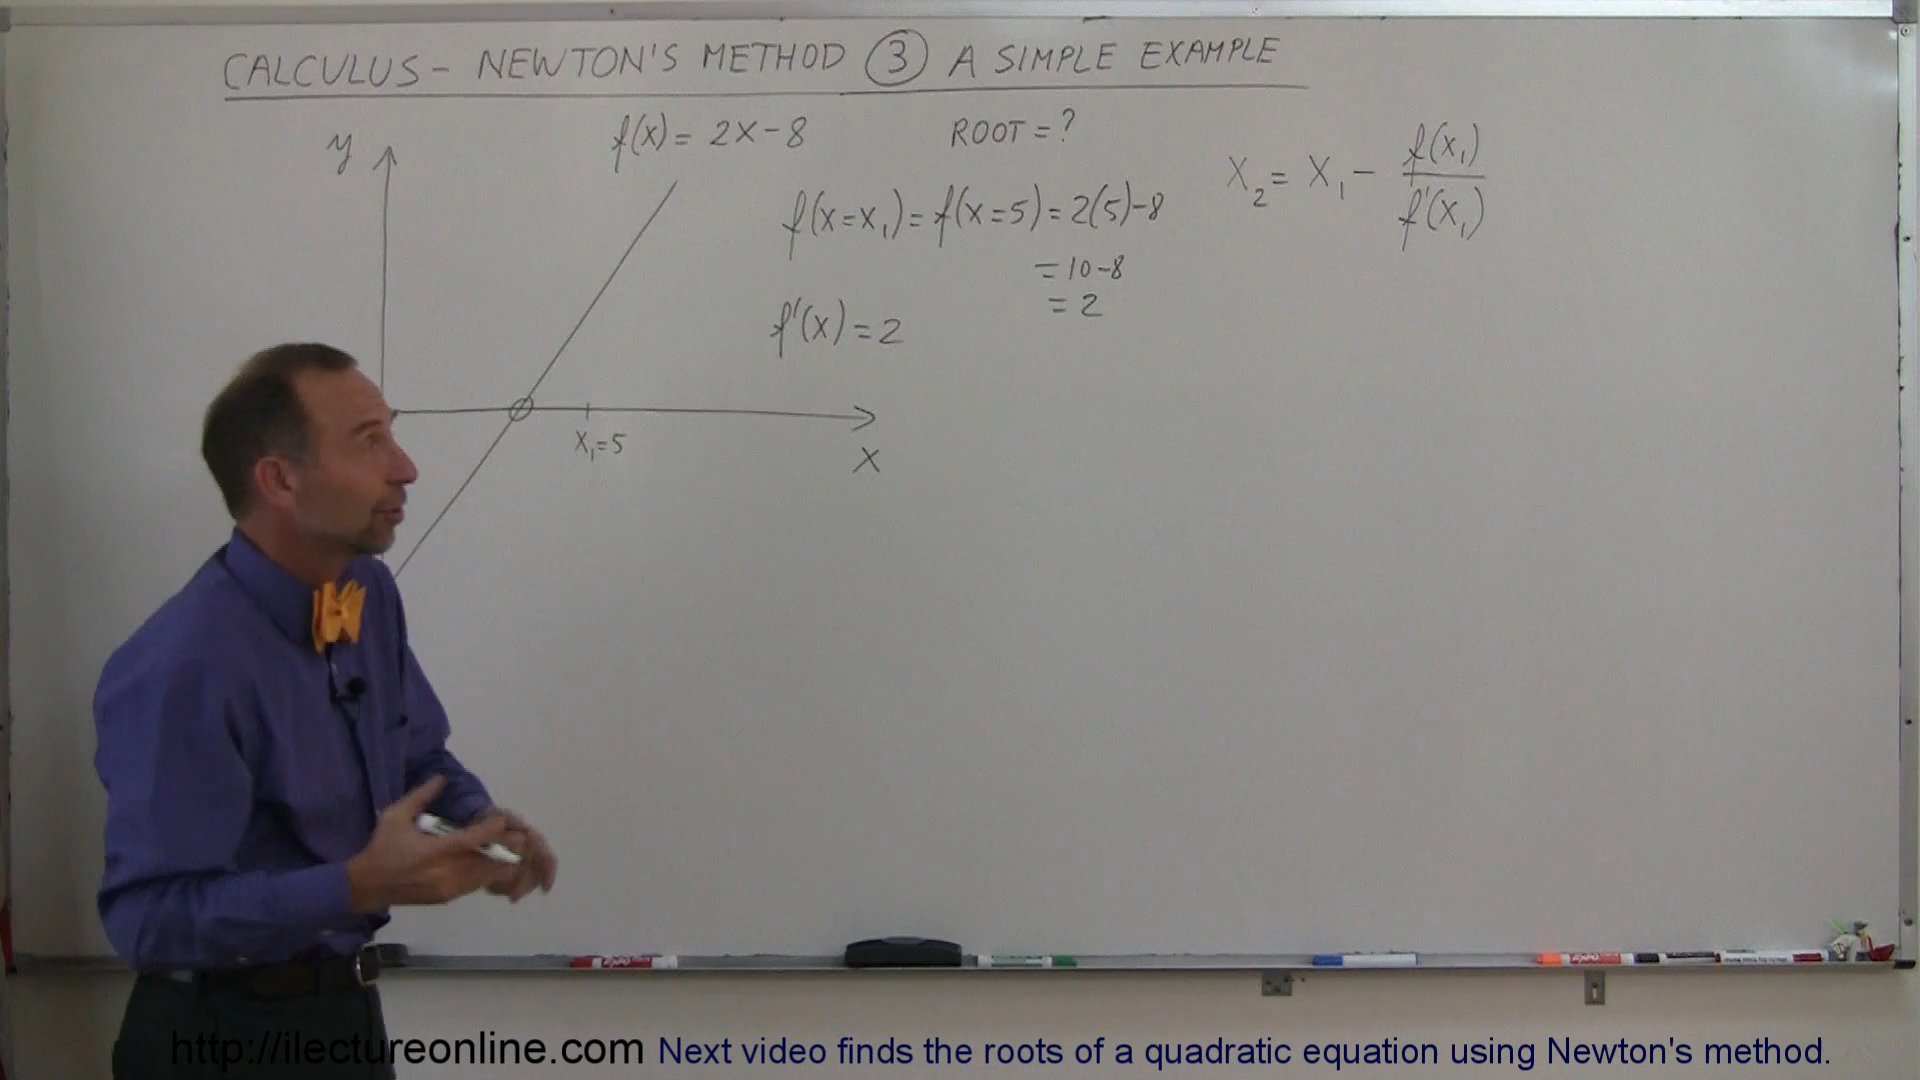 CALCULUS - NEWTON'S METHOD ③ A SIMPLE EXAMPLE
y
f(x) = 2x-8
ROOT = ?
x₂ = x₁ - f(x₁)/f'(x₁)
f(x=x₁) = f(x=5) = 2(5)-8
= 10-8
= 2
f'(x) = 2
x₁=5
x
http://ilectureonline.com Next video finds the roots of a quadratic equation using Newton's method.